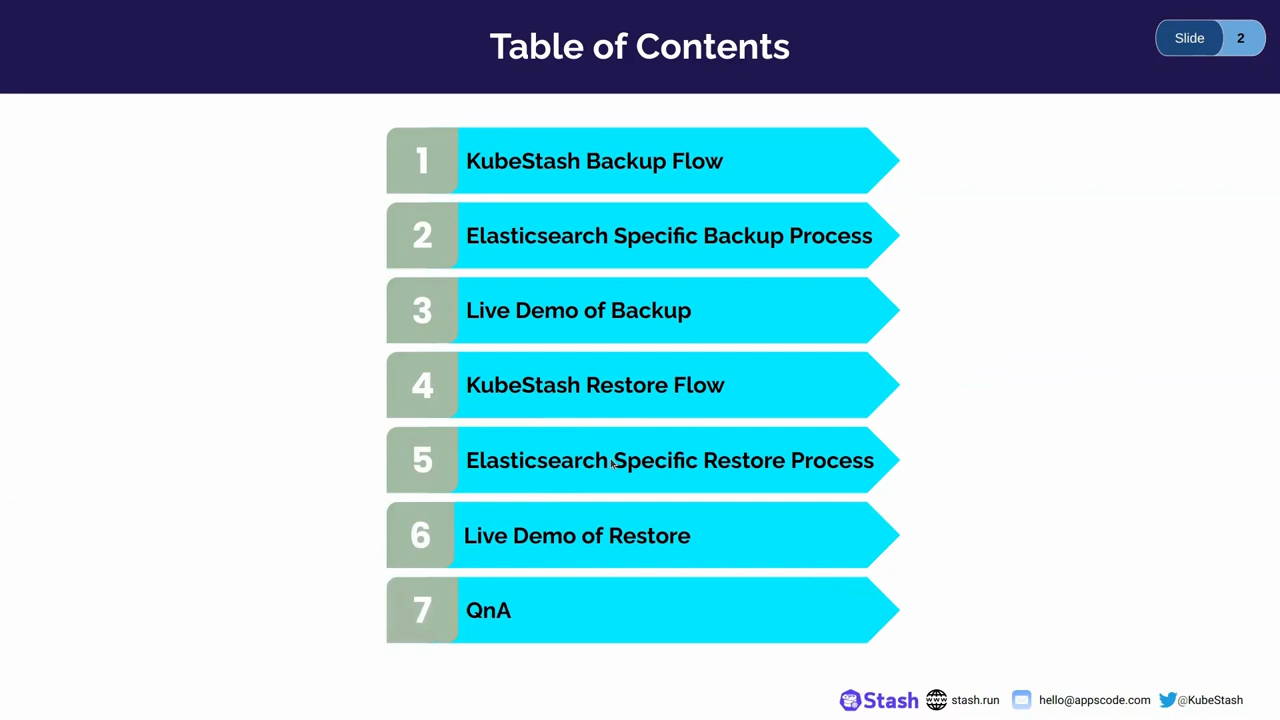 Table of Contents
Slide 2
1 KubeStash Backup Flow
2 Elasticsearch Specific Backup Process
3 Live Demo of Backup
4 KubeStash Restore Flow
5 Elasticsearch Specific Restore Process
6 Live Demo of Restore
7 QnA
Stash WWW stash.run hello@appscode.com @KubeStash